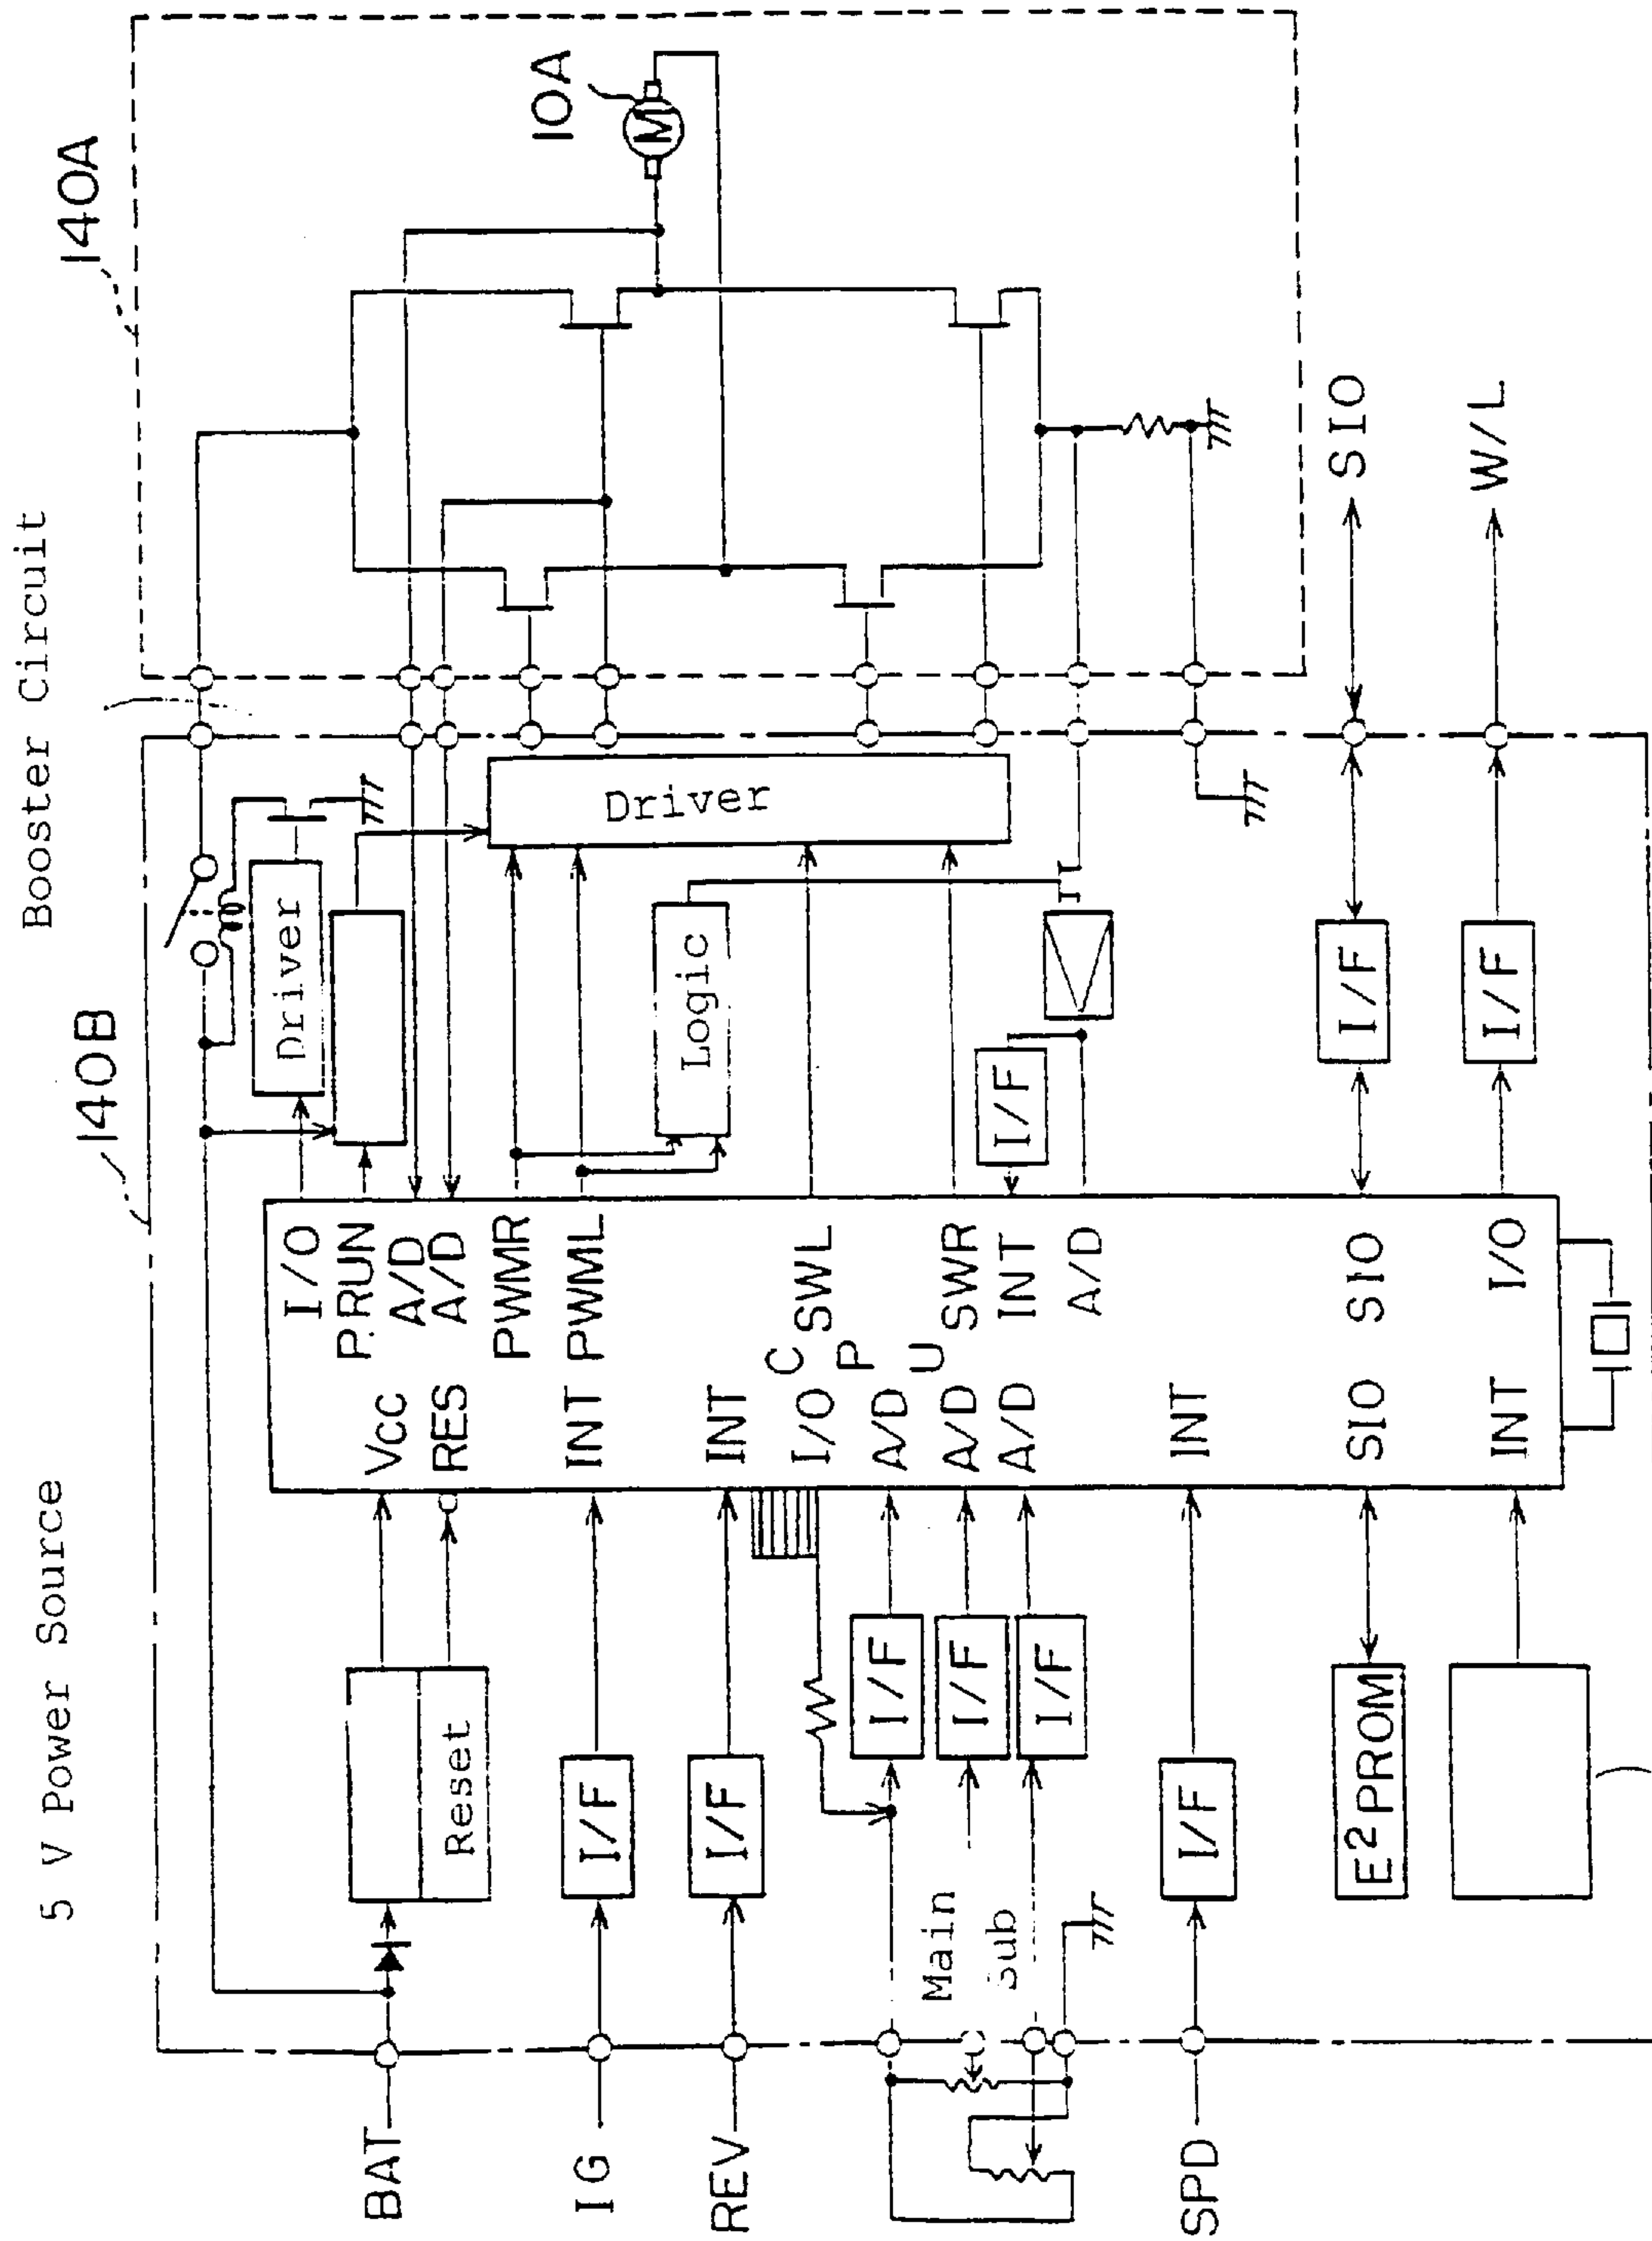 5 V Power Source
Booster Circuit
140B
140A
10A
M
BAT
IG
REV
SPD
Main
Sub
Reset
I/F
I/F
I/F
I/F
I/F
I/F
E²PROM
Vcc
RES
INT
INT
I/O
A/D
A/D
A/D
INT
SIO
INT
CPU
I/O
P.RUN
A/D
A/D
PWMR
PWML
SWL
SWR
INT
A/D
SIO
I/O
Driver
Driver
Logic
I/F
I/F
I/F
SIO
W/L